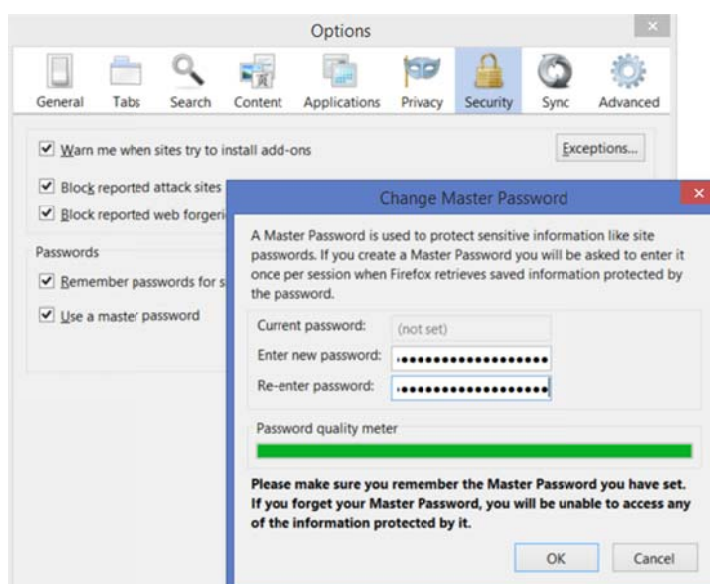 Options
General Tabs Search Content Applications Privacy Security Sync Advanced
Warn me when sites try to install add-ons
Exceptions...
Block reported attack sites
Block reported web forgeri
Passwords
Remember passwords for s
Use a master password
Change Master Password
A Master Password is used to protect sensitive information like site
passwords. If you create a Master Password you will be asked to enter it
once per session when Firefox retrieves saved information protected by
the password.
Current password: (not set)
Enter new password: ••••••••••••••••••
Re-enter password: ••••••••••••••••••
Password quality meter
Please make sure you remember the Master Password you have set.
If you forget your Master Password, you will be unable to access any
of the information protected by it.
OK Cancel